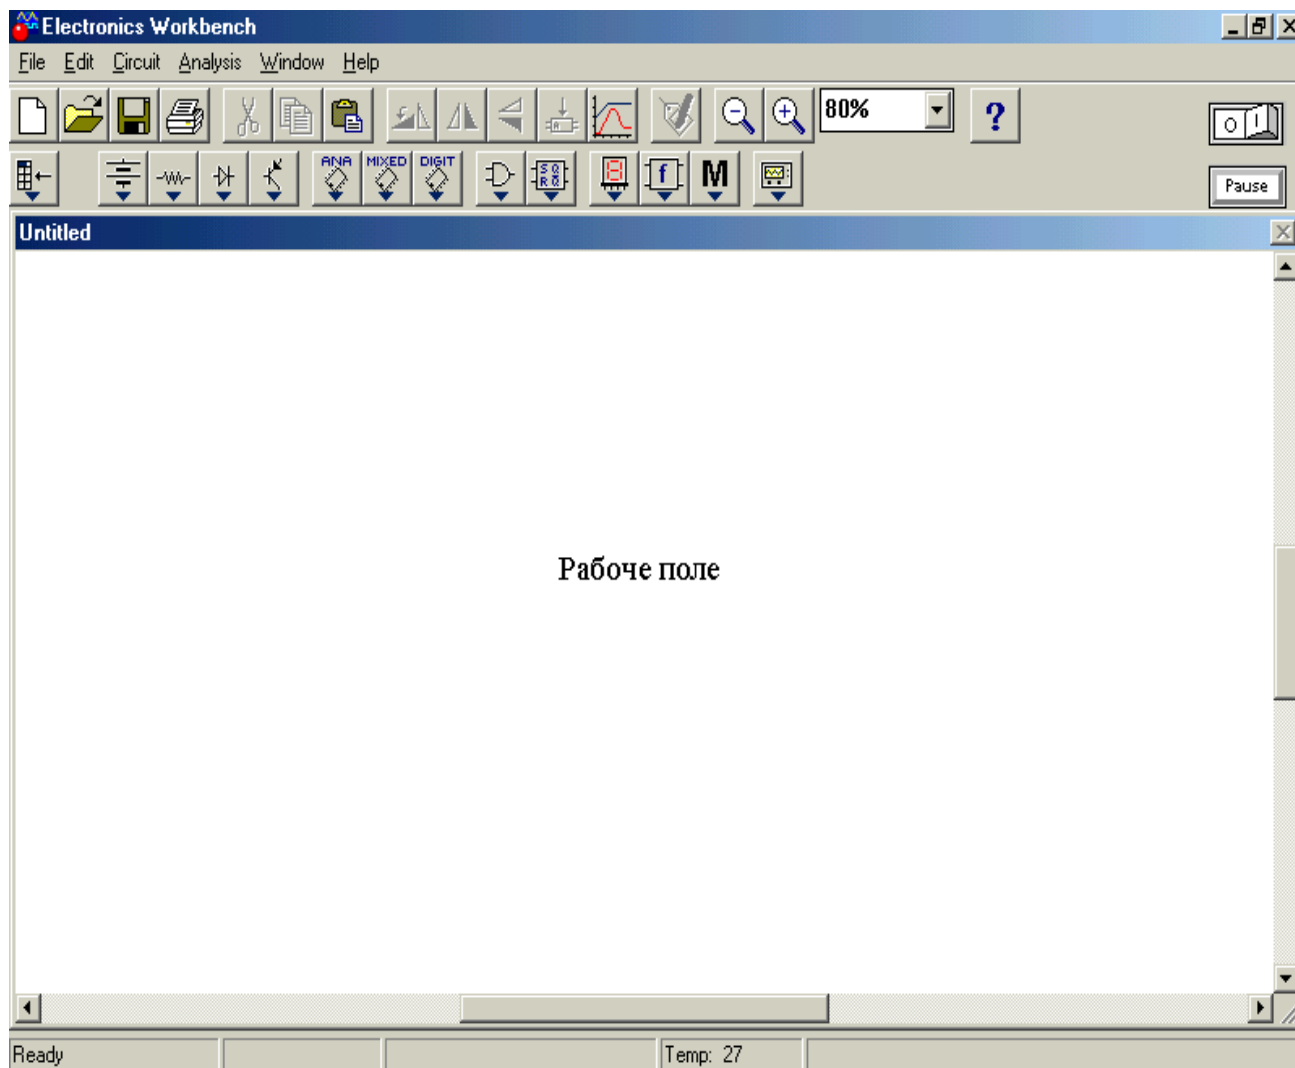 Electronics Workbench
File Edit Circuit Analysis Window Help
80% ?
O I
ANA MIXED DIGIT f M
Pause
Untitled
Рабоче поле
Ready Temp: 27